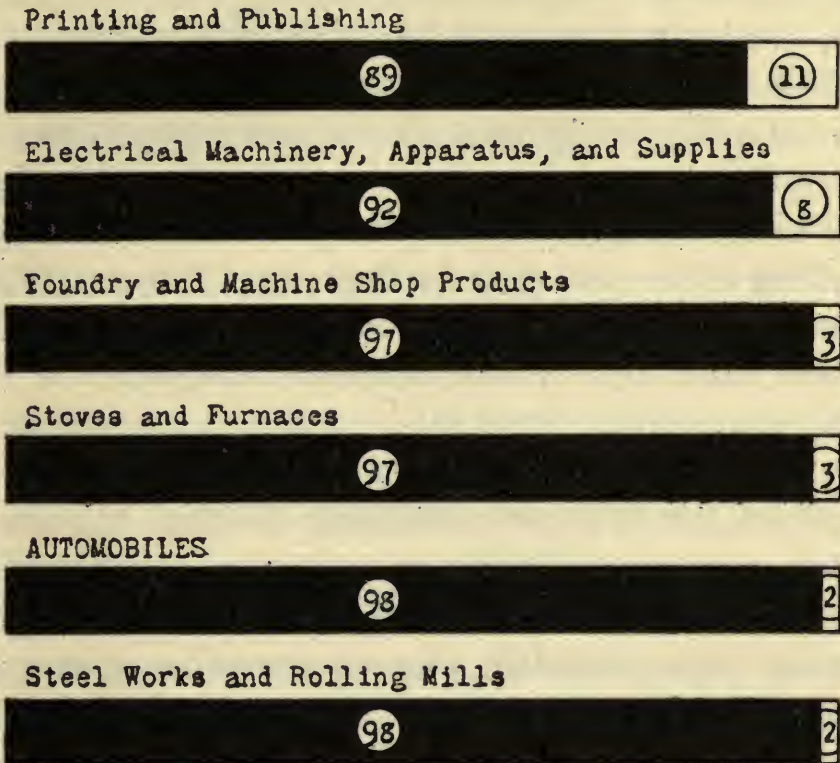 Printing and Publishing
89 11
Electrical Machinery, Apparatus, and Supplies
92 8
Foundry and Machine Shop Products
97 3
Stoves and Furnaces
97 3
AUTOMOBILES
98 2
Steel Works and Rolling Mills
98 2